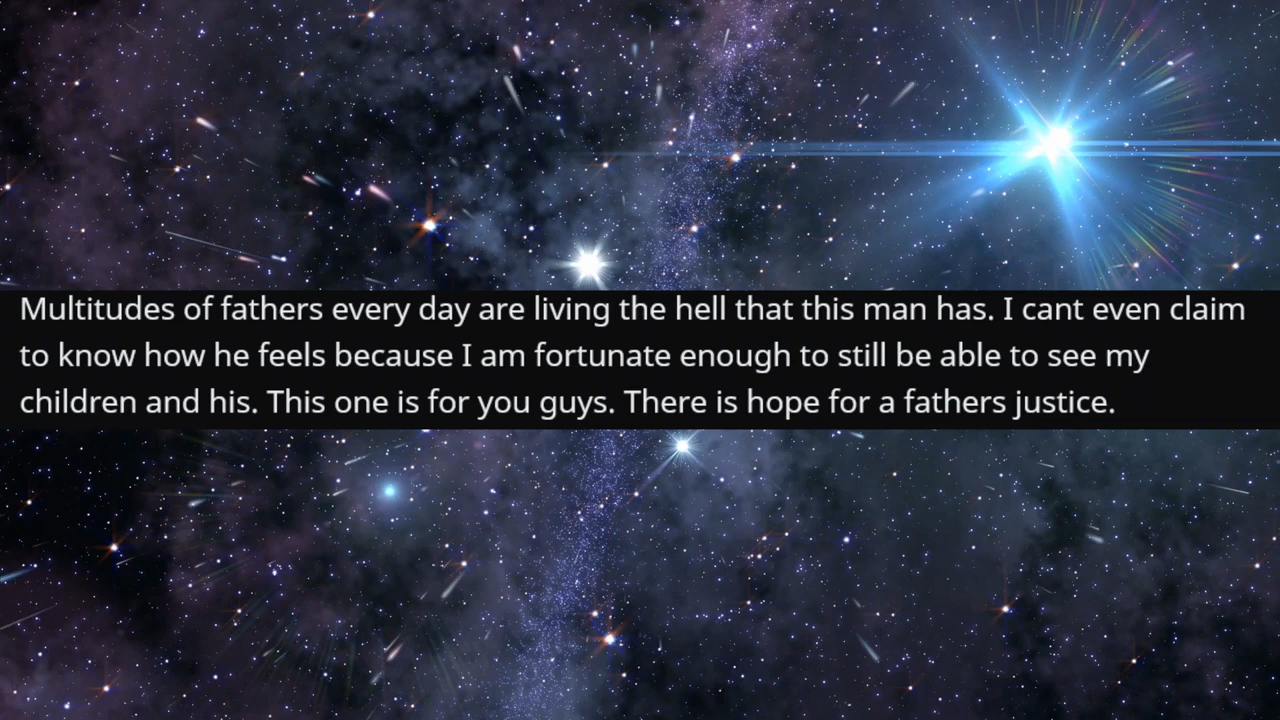 Multitudes of fathers every day are living the hell that this man has. I cant even claim
to know how he feels because I am fortunate enough to still be able to see my
children and his. This one is for you guys. There is hope for a fathers justice.